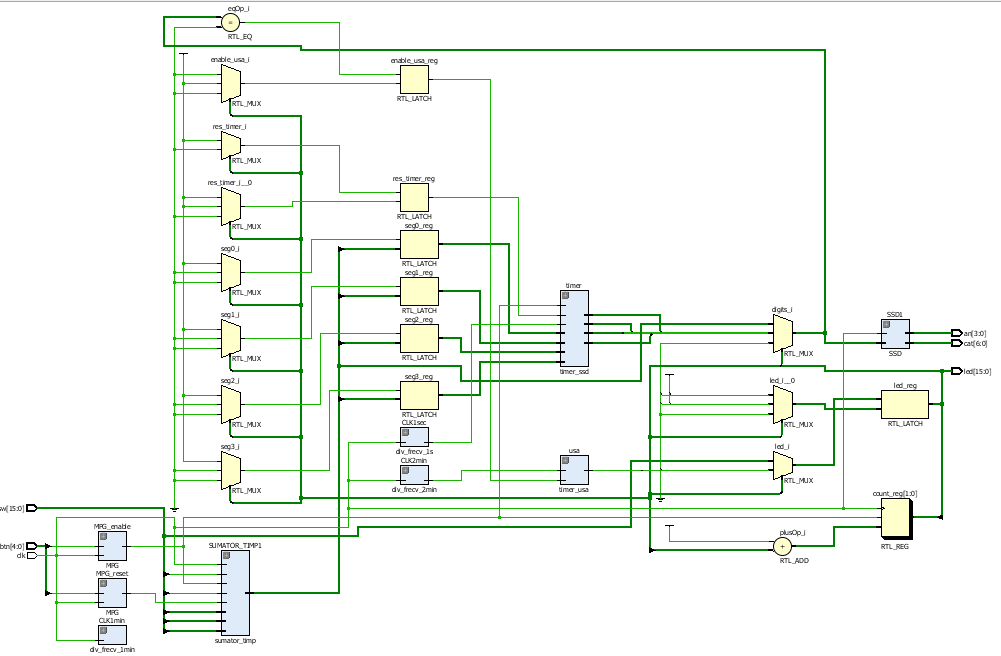 eqOp_i
=
RTL_EQ
enable_usa_i
RTL_MUX
enable_usa_reg
RTL_LATCH
res_timer_i
RTL_MUX
res_timer_i__0
RTL_MUX
res_timer_reg
RTL_LATCH
seg0_i
RTL_MUX
seg0_reg
RTL_LATCH
seg1_reg
RTL_LATCH
seg1_i
RTL_MUX
seg2_reg
RTL_LATCH
seg2_i
RTL_MUX
seg3_reg
RTL_LATCH
CLK1sec
div_frecv_1s
seg3_i
RTL_MUX
CLK2min
div_frecv_2min
timer
timer_ssd
usa
timer_usa
digits_i
RTL_MUX
SSD1
SSD
an[3:0]
cat[6:0]
led[15:0]
led_i__0
RTL_MUX
led_reg
RTL_LATCH
led_i
RTL_MUX
count_reg[1:0]
RTL_REG
plusOp_i
+
RTL_ADD
sw[15:0]
btn[4:0]
clk
MPG_enable
MPG
MPG_reset
MPG
CLK1min
div_frecv_1min
SUMATOR_TIMP1
sumator_timp